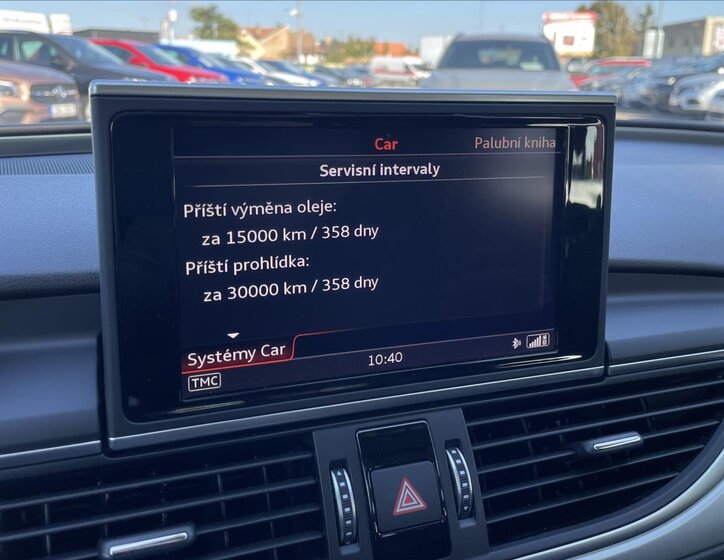 Car
Palubní kniha
Servisní intervaly
Příští výměna oleje:
za 15000 km / 358 dny
Příští prohlídka:
za 30000 km / 358 dny
Systémy Car
TMC
10:40